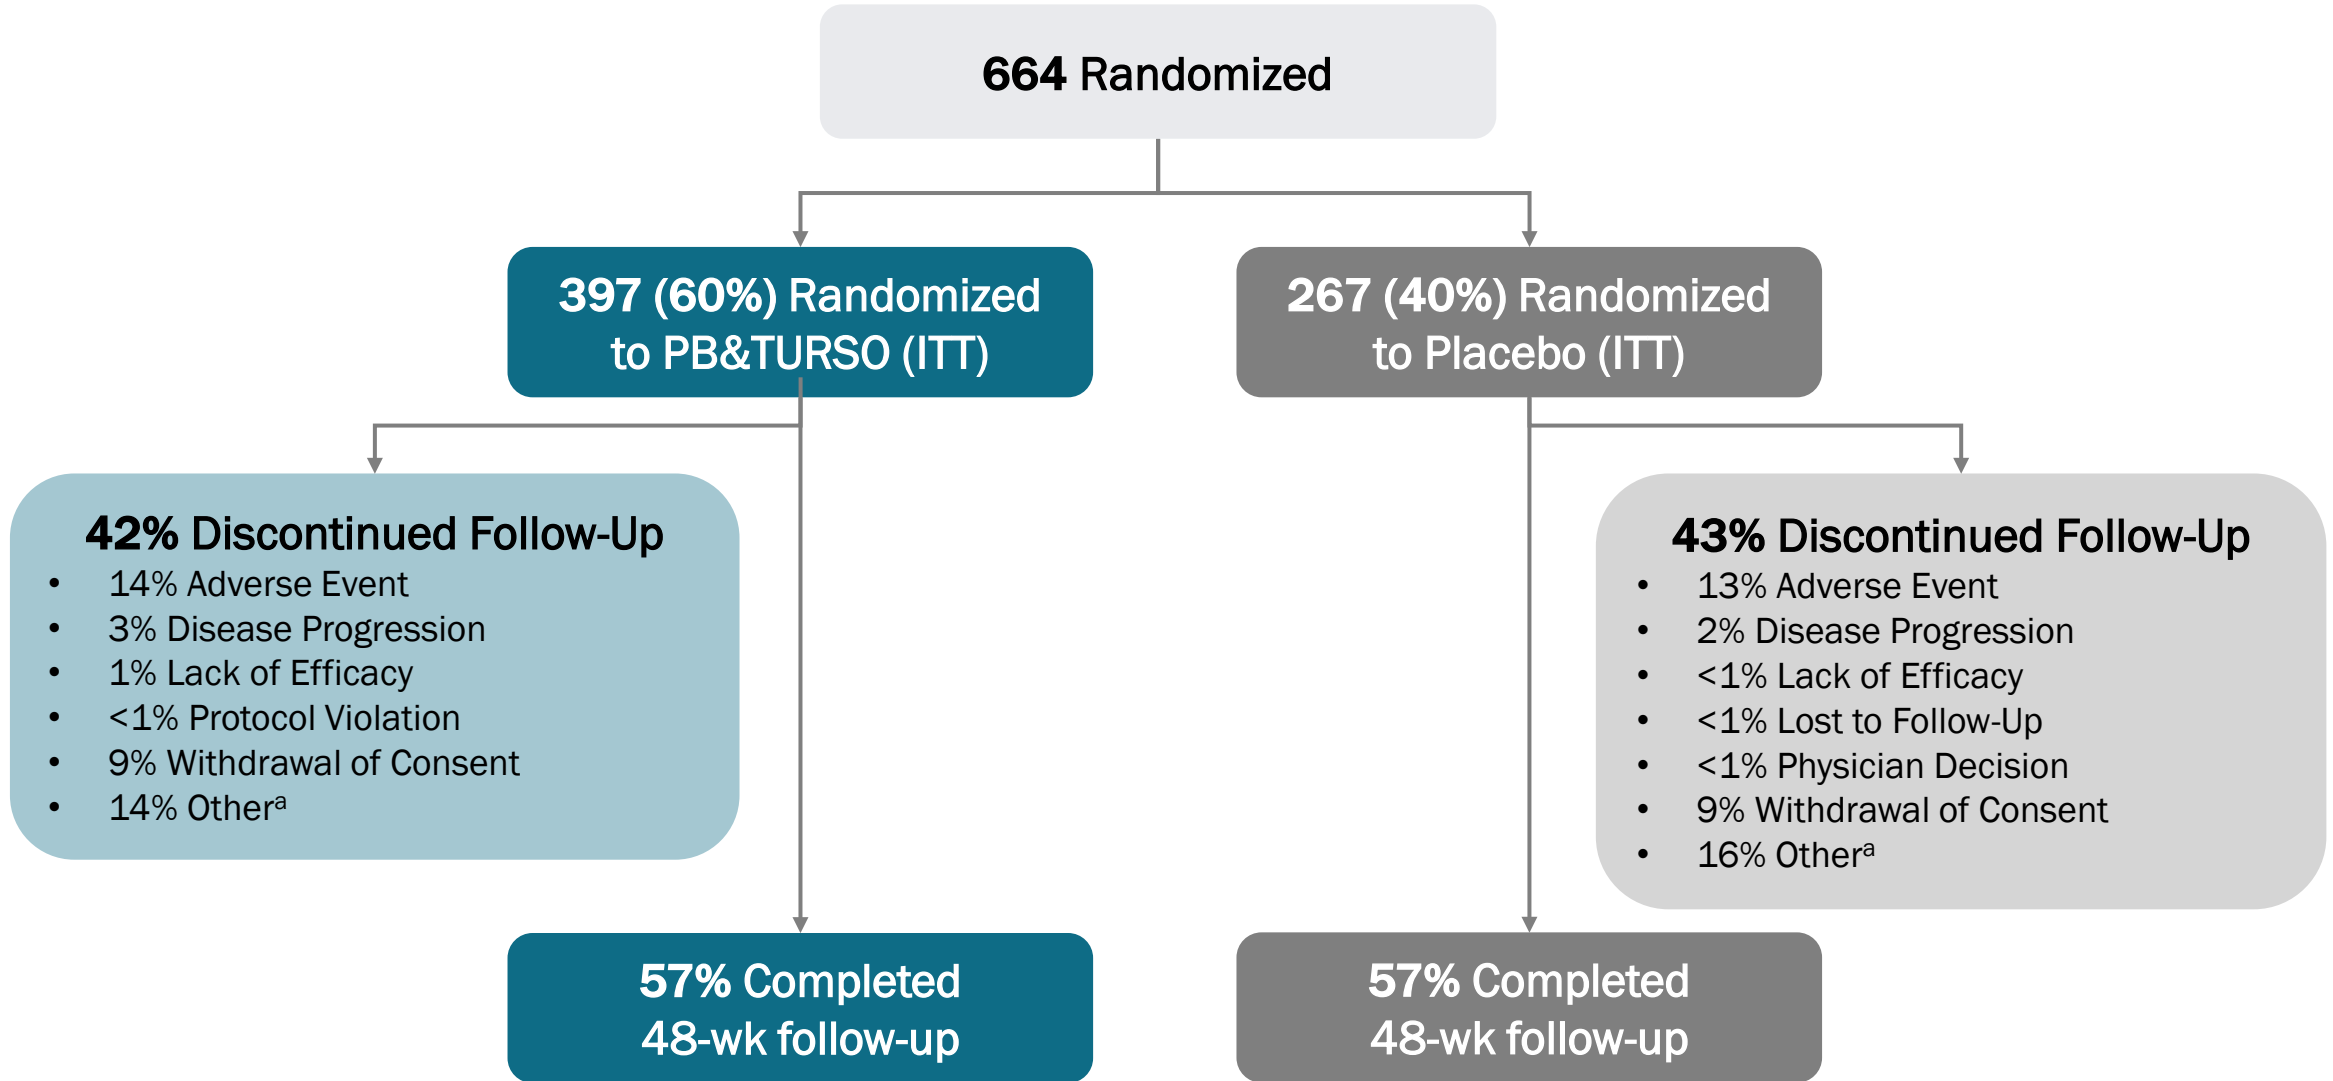 664 Randomized
397 (60%) Randomized
to PB&TURSO (ITT)
267 (40%) Randomized
to Placebo (ITT)
42% Discontinued Follow-Up
• 14% Adverse Event
• 3% Disease Progression
• 1% Lack of Efficacy
• <1% Protocol Violation
• 9% Withdrawal of Consent
• 14% Otherᵃ
43% Discontinued Follow-Up
• 13% Adverse Event
• 2% Disease Progression
• <1% Lack of Efficacy
• <1% Lost to Follow-Up
• <1% Physician Decision
• 9% Withdrawal of Consent
• 16% Otherᵃ
57% Completed
48-wk follow-up
57% Completed
48-wk follow-up